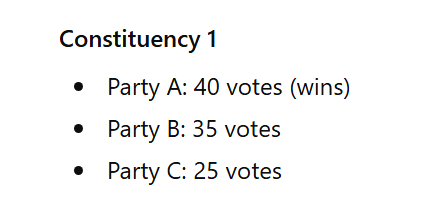 Constituency 1
• Party A: 40 votes (wins)
• Party B: 35 votes
• Party C: 25 votes